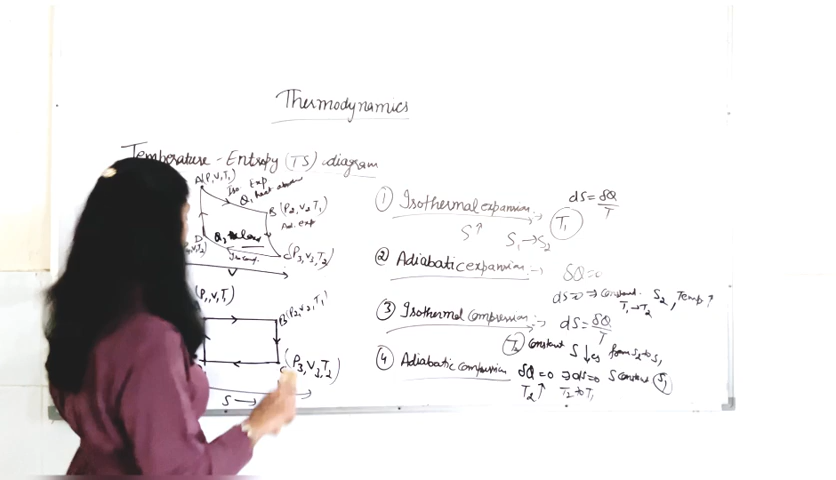 Thermodynamics
Temperature - Entropy (TS) diagram
A(P, V, T₁)
Iso. Exp
Q₁ heat
B (P₂, V₂ T₁)
Ad. exp
D
Q₂
C(P₃, V₃ T₂)
V
(P, V, T)
B (P₂, V₂, T₁)
C (P₃, V₃, T₂)
S →
① Isothermal expansion :→ T₁ dS = δQ/T
S↑ S₁ → S₂
② Adiabatic expansion :- δQ=0
ds=0 ⇒ constant S₂, Temp ↑
T₁→T₂
③ Isothermal compression :- dS = δQ/T
T₂ constant S ↓es from S₂ to S₁
④ Adiabatic compression δQ = 0 ⇒ ds=0 S constant (S₁)
T₂↑ T₂ to T₁